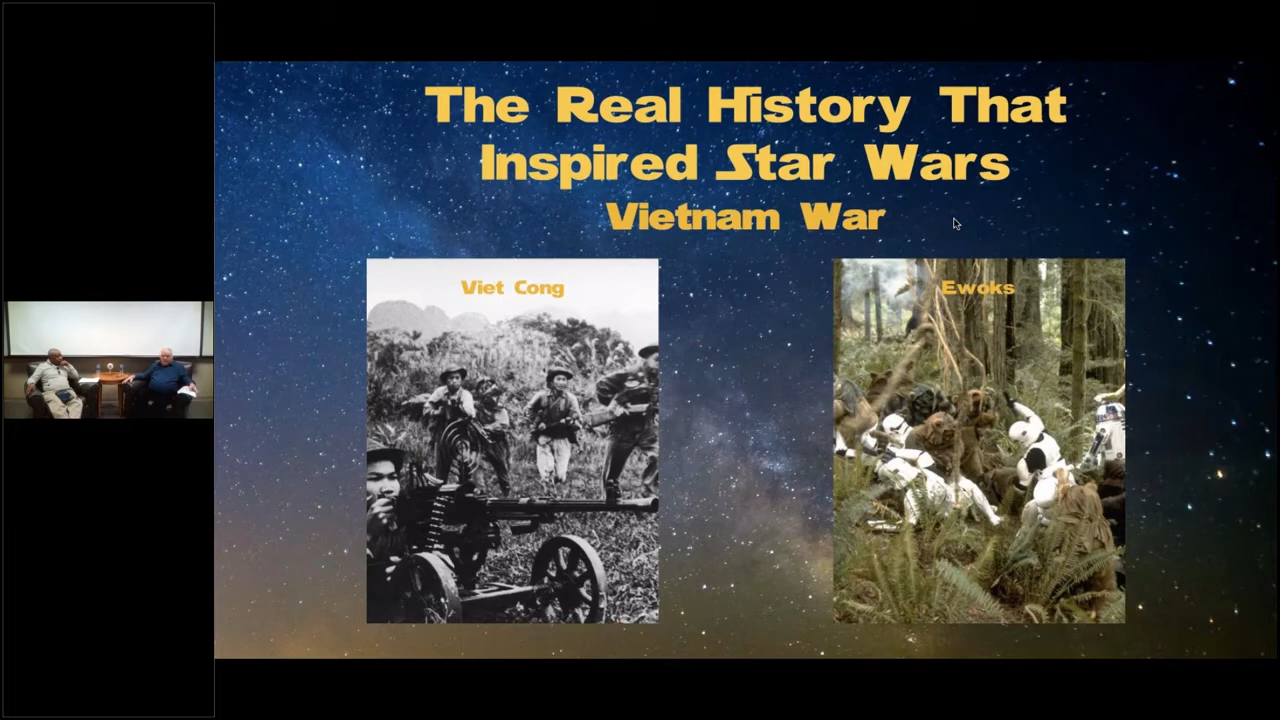 The Real History That
Inspired Star Wars
Vietnam War
Viet Cong
Ewoks